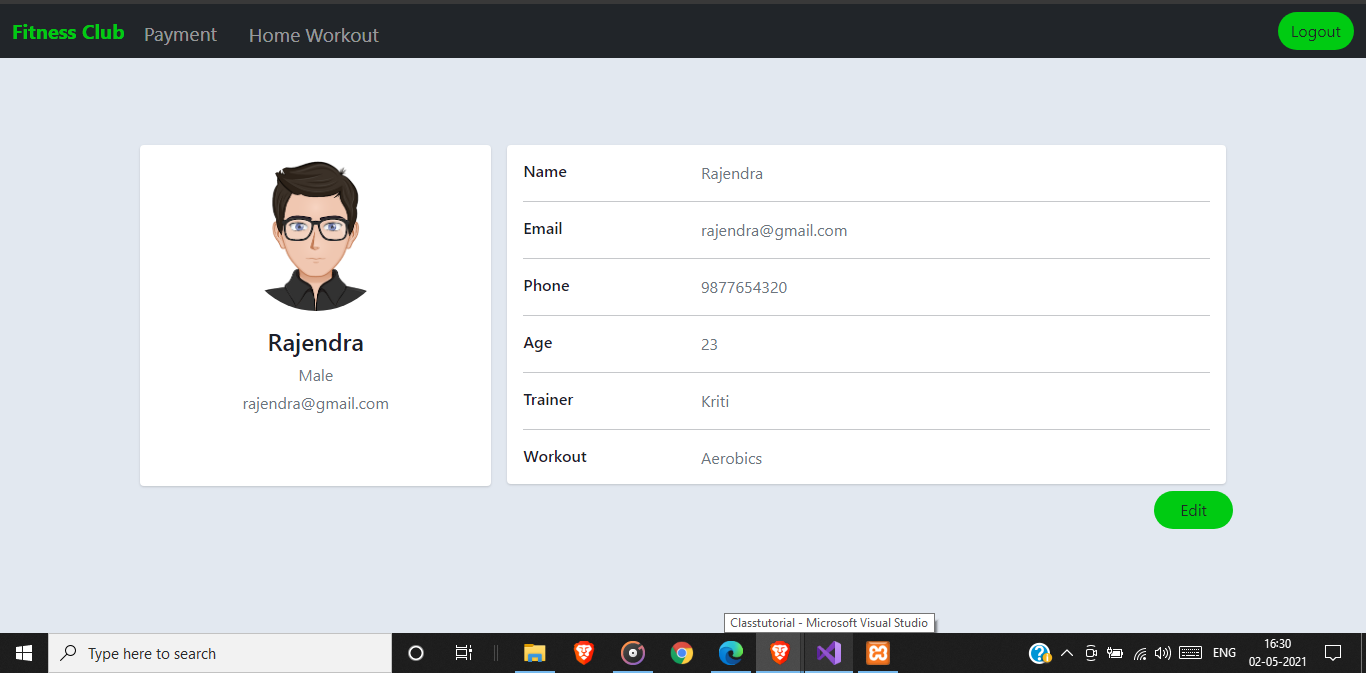 Fitness Club Payment Home Workout Logout
Rajendra
Male
rajendra@gmail.com
Name Rajendra
Email rajendra@gmail.com
Phone 9877654320
Age 23
Trainer Kriti
Workout Aerobics
Edit
Classtutorial - Microsoft Visual Studio
Type here to search
ENG
16:30
02-05-2021